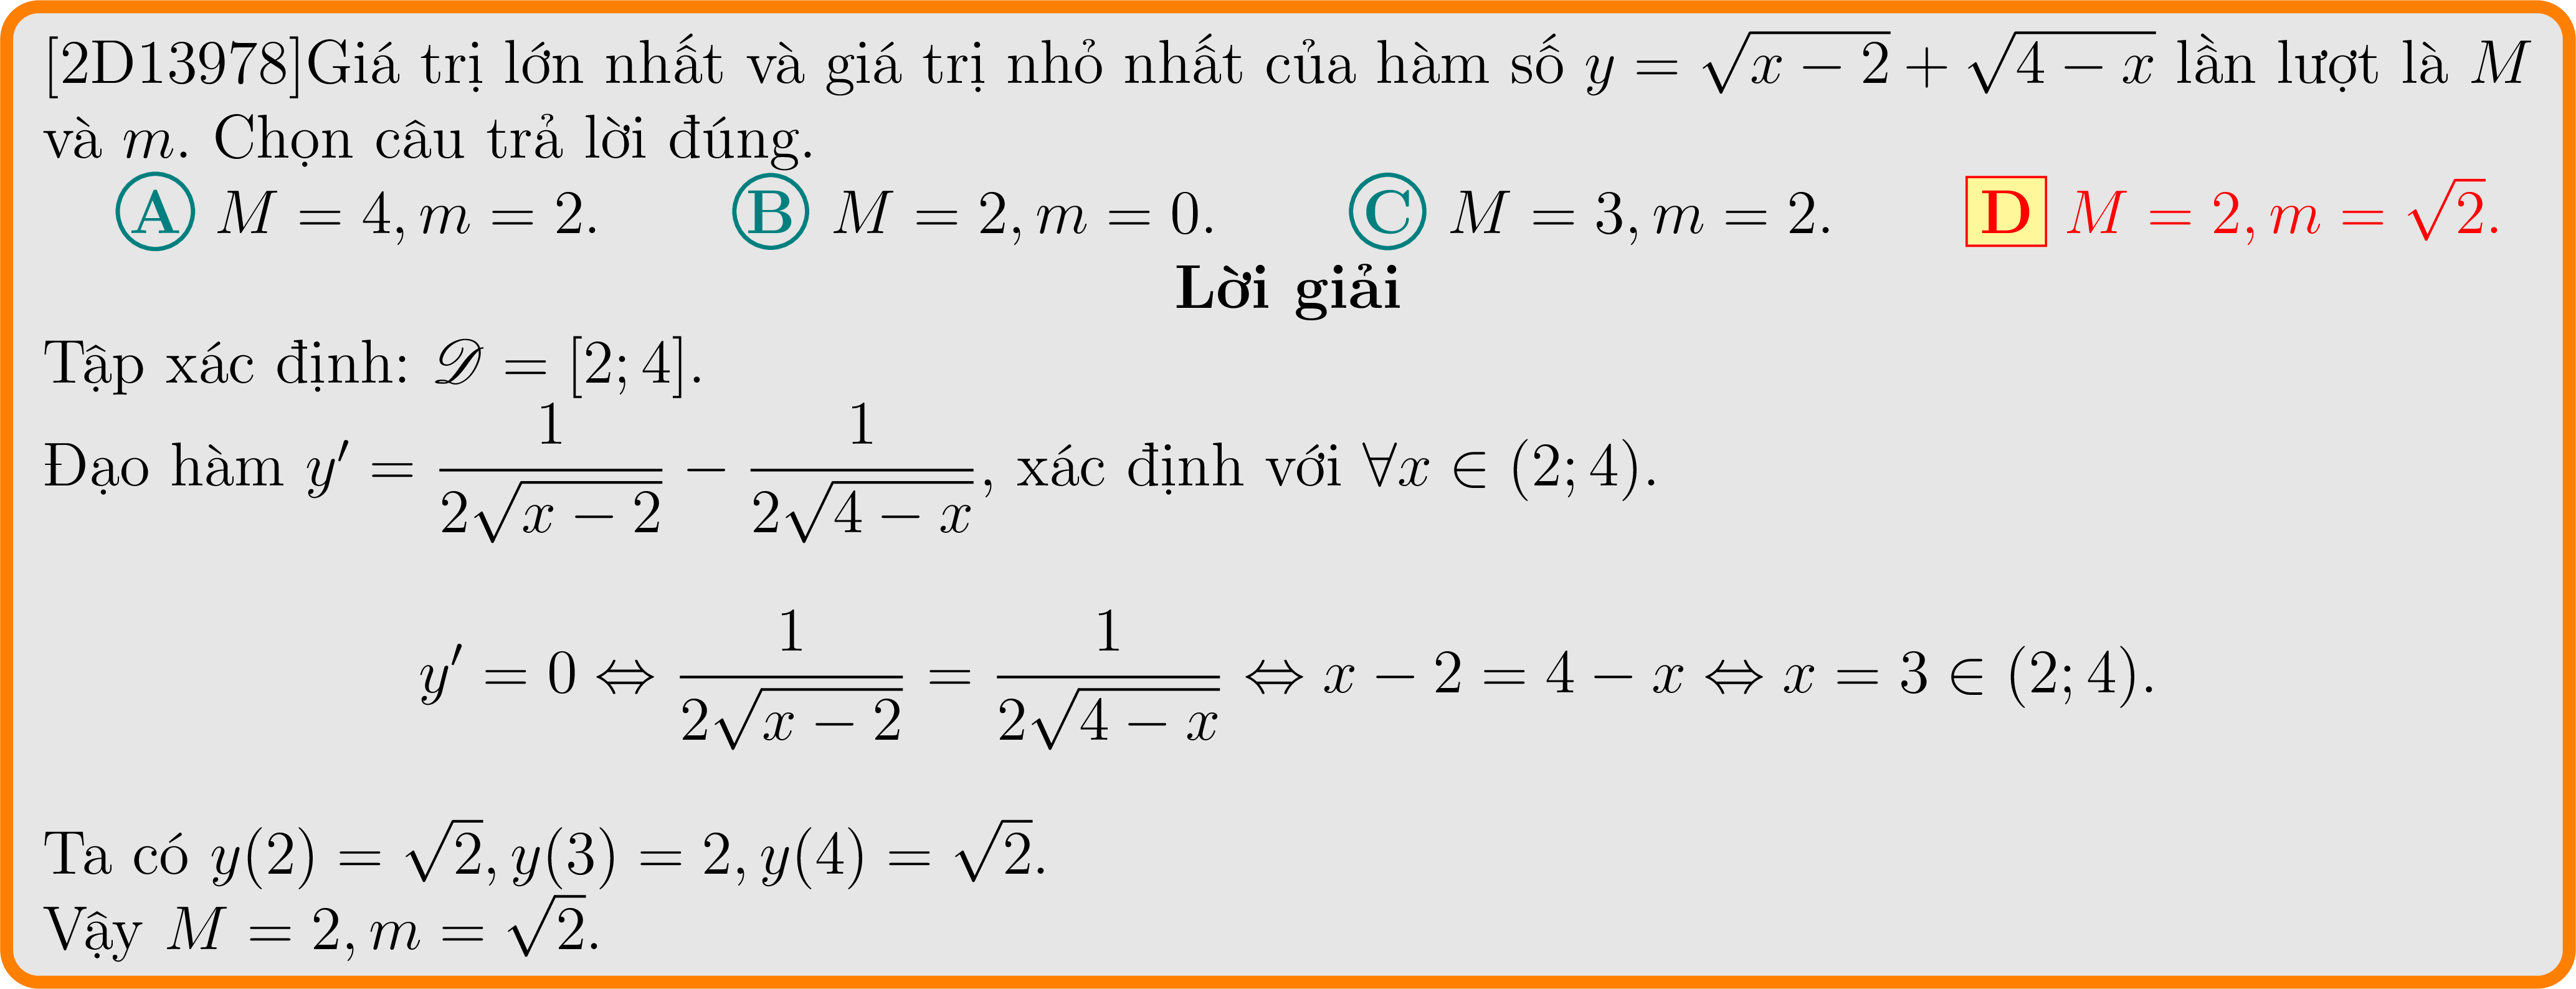 [2D13978]Giá trị lớn nhất và giá trị nhỏ nhất của hàm số $y = \sqrt{x-2} + \sqrt{4-x}$ lần lượt là $M$
và $m$. Chọn câu trả lời đúng.
A $M = 4, m = 2$. B $M = 2, m = 0$. C $M = 3, m = 2$. D $M = 2, m = \sqrt{2}$.
Lời giải
Tập xác định: $\mathscr{D} = [2; 4]$.
Đạo hàm $y' = \frac{1}{2\sqrt{x-2}} - \frac{1}{2\sqrt{4-x}}$, xác định với $\forall x \in (2; 4)$.
$y' = 0 \Leftrightarrow \frac{1}{2\sqrt{x-2}} = \frac{1}{2\sqrt{4-x}} \Leftrightarrow x - 2 = 4 - x \Leftrightarrow x = 3 \in (2; 4)$.
Ta có $y(2) = \sqrt{2}, y(3) = 2, y(4) = \sqrt{2}$.
Vậy $M = 2, m = \sqrt{2}$.